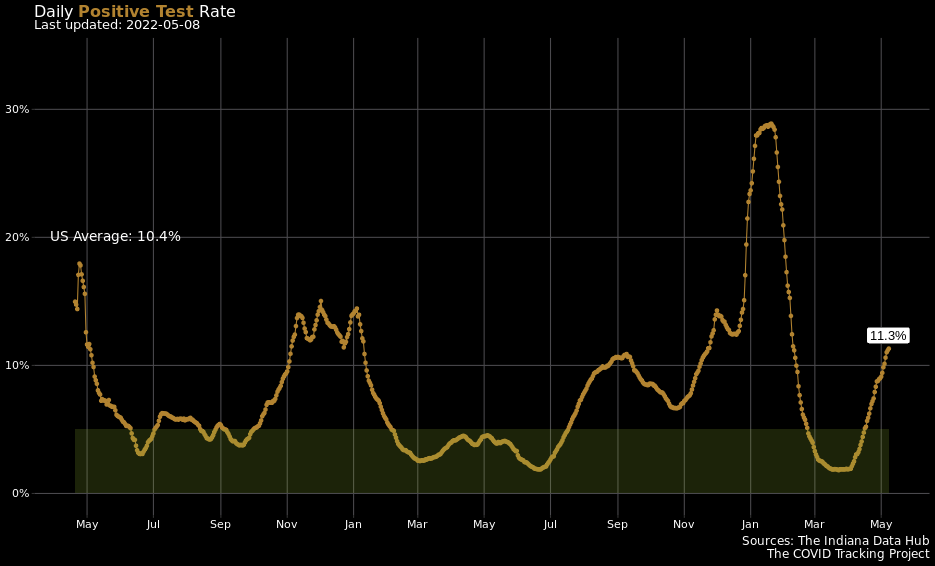 Daily Positive Test Rate
Last updated: 2022-05-08
30%
US Average: 10.4%
20%
11.3%
10%
0%
May Jul Sep Nov Jan Mar May Jul Sep Nov Jan Mar May
Sources: The Indiana Data Hub
The COVID Tracking Project